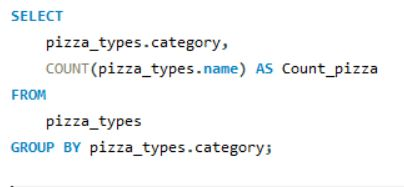 SELECT
pizza_types.category,
COUNT(pizza_types.name) AS Count_pizza
FROM
pizza_types
GROUP BY pizza_types.category;